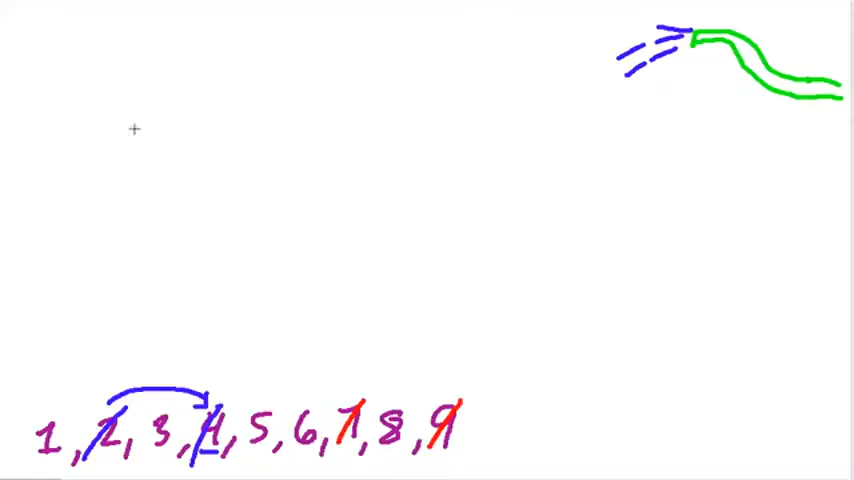 1, 2, 3, 4, 5, 6, 7, 8, 9